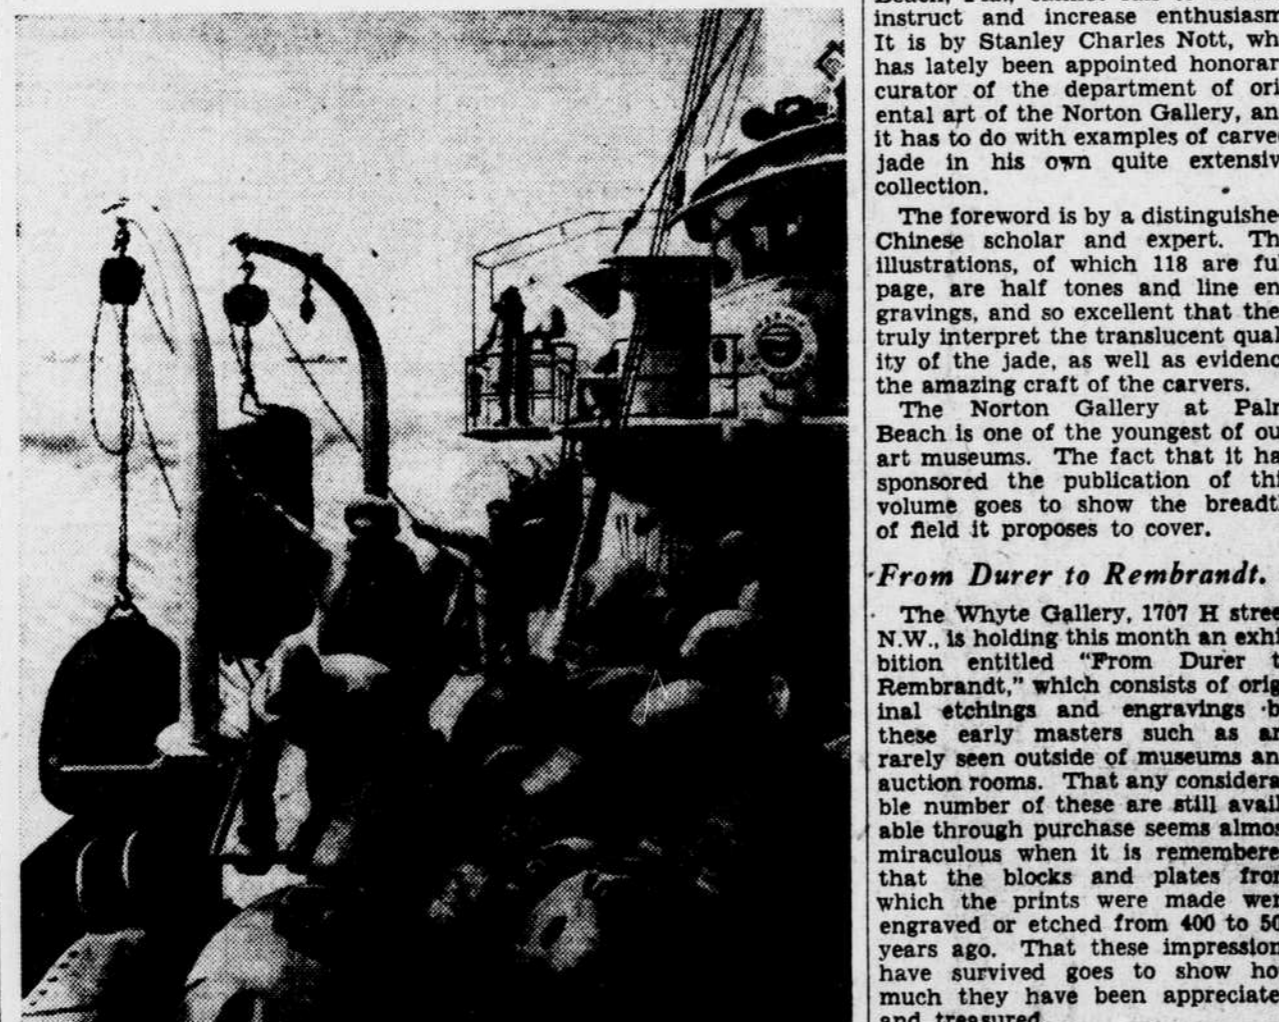 instruct and increase enthusiasm
It is by Stanley Charles Nott, wh
has lately been appointed honorar
curator of the department of ori
ental art of the Norton Gallery, an
it has to do with examples of carve
jade in his own quite extensiv
collection.
The foreword is by a distinguishe
Chinese scholar and expert. Th
illustrations, of which 118 are ful
page, are half tones and line en
gravings, and so excellent that the
truly interpret the translucent qual
ity of the jade, as well as evidenc
the amazing craft of the carvers.
The Norton Gallery at Palm
Beach is one of the youngest of ou
art museums. The fact that it ha
sponsored the publication of thi
volume goes to show the breadt
of field it proposes to cover.
From Durer to Rembrandt.
The Whyte Gallery, 1707 H stree
N.W., is holding this month an exhi
bition entitled “From Durer t
Rembrandt,” which consists of orig
inal etchings and engravings b
these early masters such as ar
rarely seen outside of museums an
auction rooms. That any considera
ble number of these are still avail
able through purchase seems almos
miraculous when it is remembere
that the blocks and plates from
which the prints were made wer
engraved or etched from 400 to 50
years ago. That these impression
have survived goes to show ho
much they have been appreciate
and treasured.